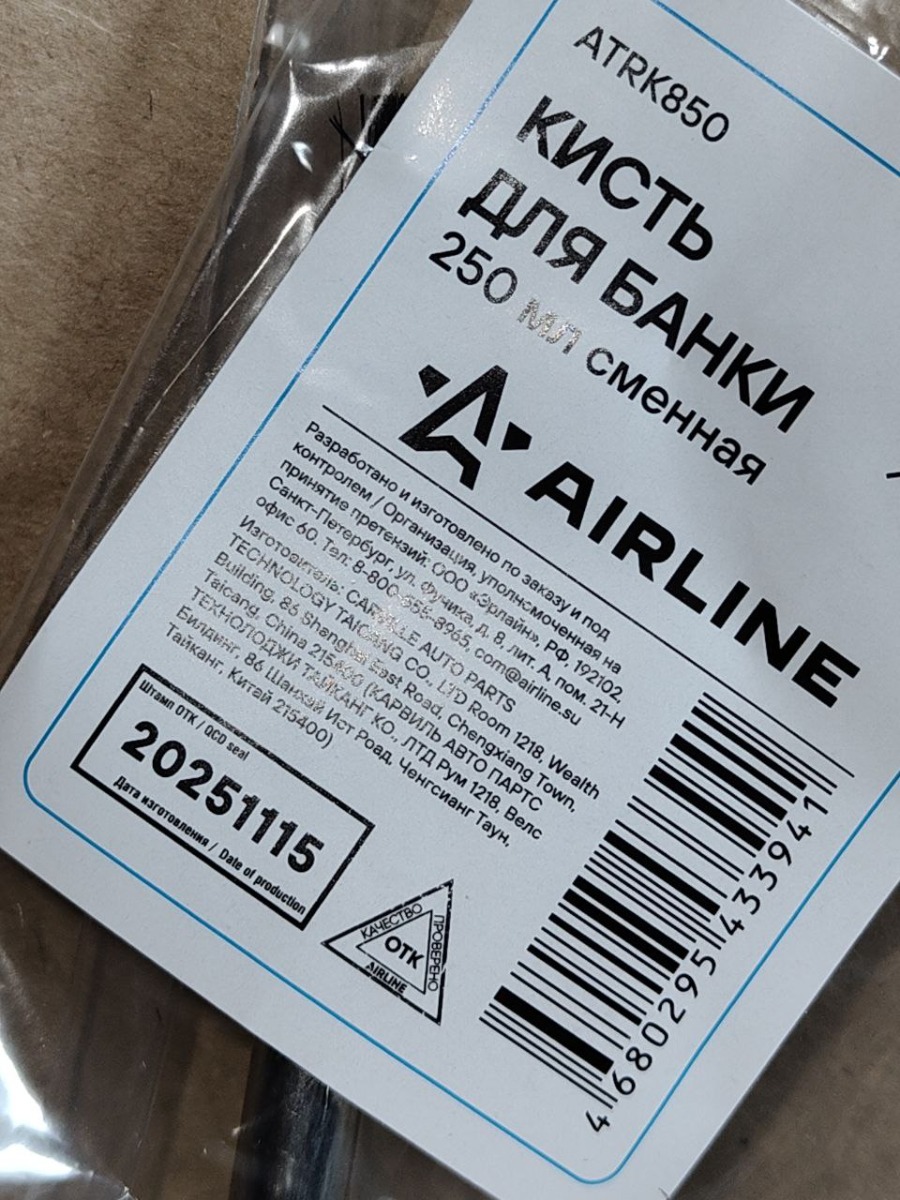 ATRK850
КИСТЬ
ДЛЯ БАНКИ
250 мл сменная
AIRLINE
Разработано и изготовлено по заказу и под
контролем / Организация, уполномоченная на
принятие претензий: ООО «Эрлайн», РФ, 192102,
Санкт-Петербург, ул. Фучика, д. 8, лит. А, пом. 21-Н
офис 60. Тел: 8-800-555-8965, com@airline.su
Изготовитель: CARVILLE AUTO PARTS
TECHNOLOGY TAICANG CO. LTD Room 1218, Wealth
Building, 86 Shanghai East Road, Chengxiang Town,
Taicang, China 215400 (КАРВИЛЬ АВТО ПАРТС
ТЕХНОЛОДЖИ ТАЙКАНГ КО., ЛТД Рум 1218, Велс
Билдинг, 86 Шанхай Ист Роад, Ченгсианг Таун,
Тайканг, Китай 215400)
Штамп ОТК / QCD seal
20251115
Дата изготовления / Date of production
КАЧЕСТВО
ПРОВЕРЕНО
ОТК
AIRLINE
4 680295 433941